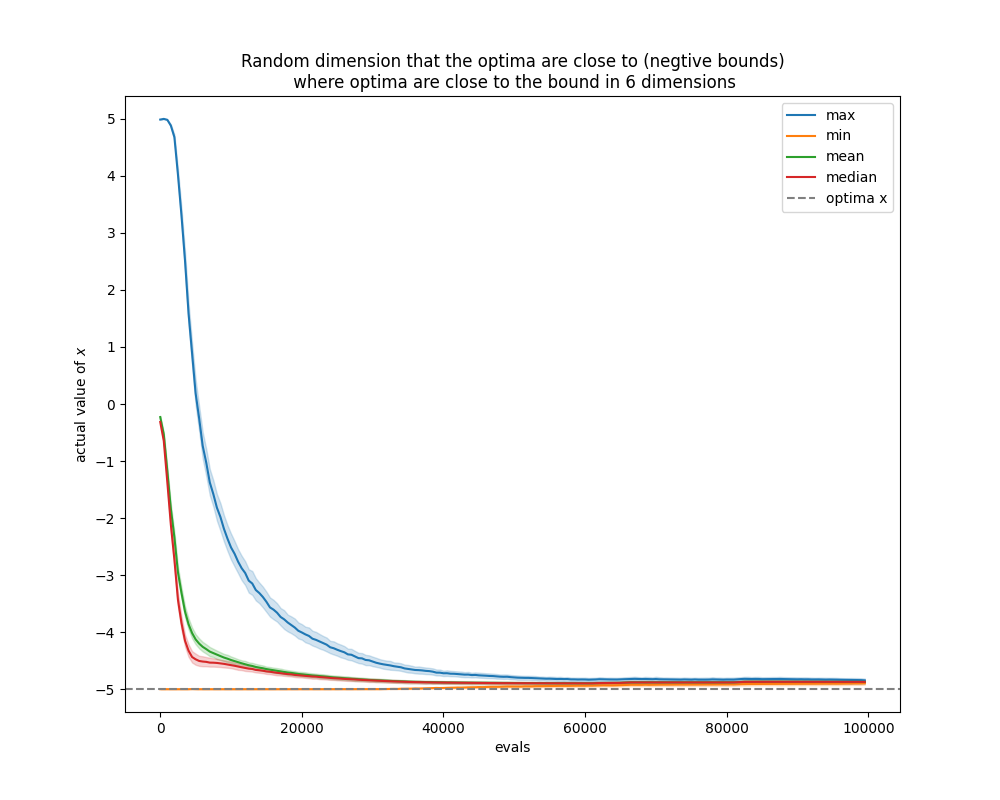 Random dimension that the optima are close to (negtive bounds)
where optima are close to the bound in 6 dimensions
max
min
mean
median
optima x
5
4
3
2
1
0
−1
−2
−3
−4
−5
actual value of x
0
20000
40000
60000
80000
100000
evals